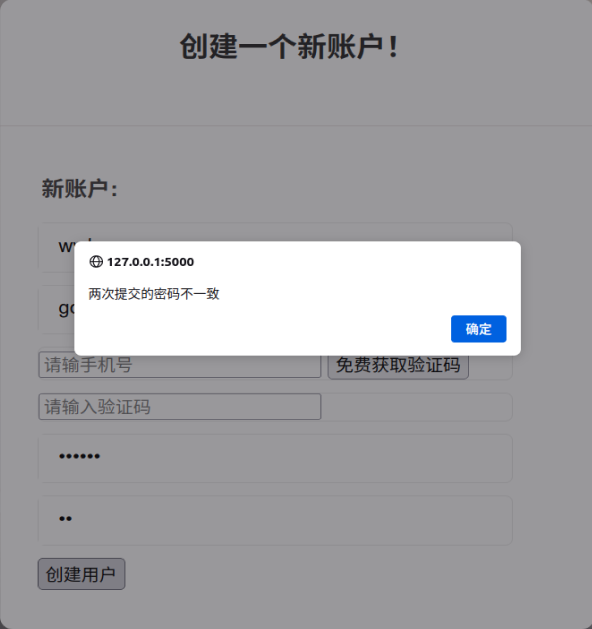 创建一个新账户！
新账户:
127.0.0.1:5000
两次提交的密码不一致
确定
请输手机号
免费获取验证码
请输入验证码
••••••
••
创建用户